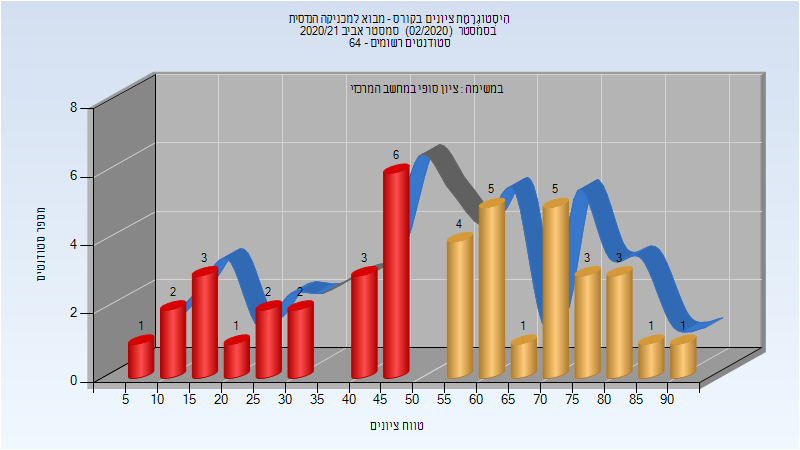 היסטוגרמת ציונים בקורס - מבוא למכניקה הנדסית
בסמסטר (02/2020) סמסטר אביב 2020/21
סטודנטים רשומים - 64
במשימה : ציון סופי במחשב המרכזי
מספר סטודנטים
8
6
4
2
0
1 2 3 1 2 2 3 6 4 5 1 5 3 3 1 1
5 10 15 20 25 30 35 40 45 50 55 60 65 70 75 80 85 90
טווח ציונים